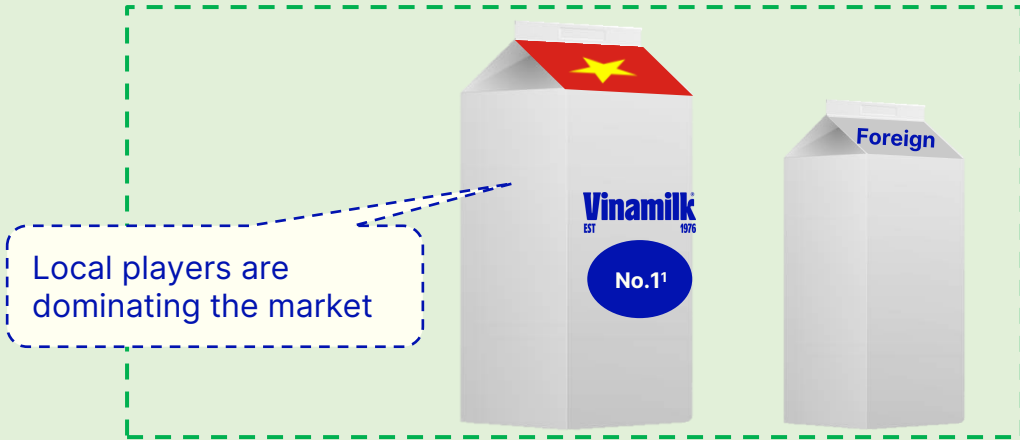 Foreign
Vinamilk
EST 1976
No.1¹
Local players are
dominating the market